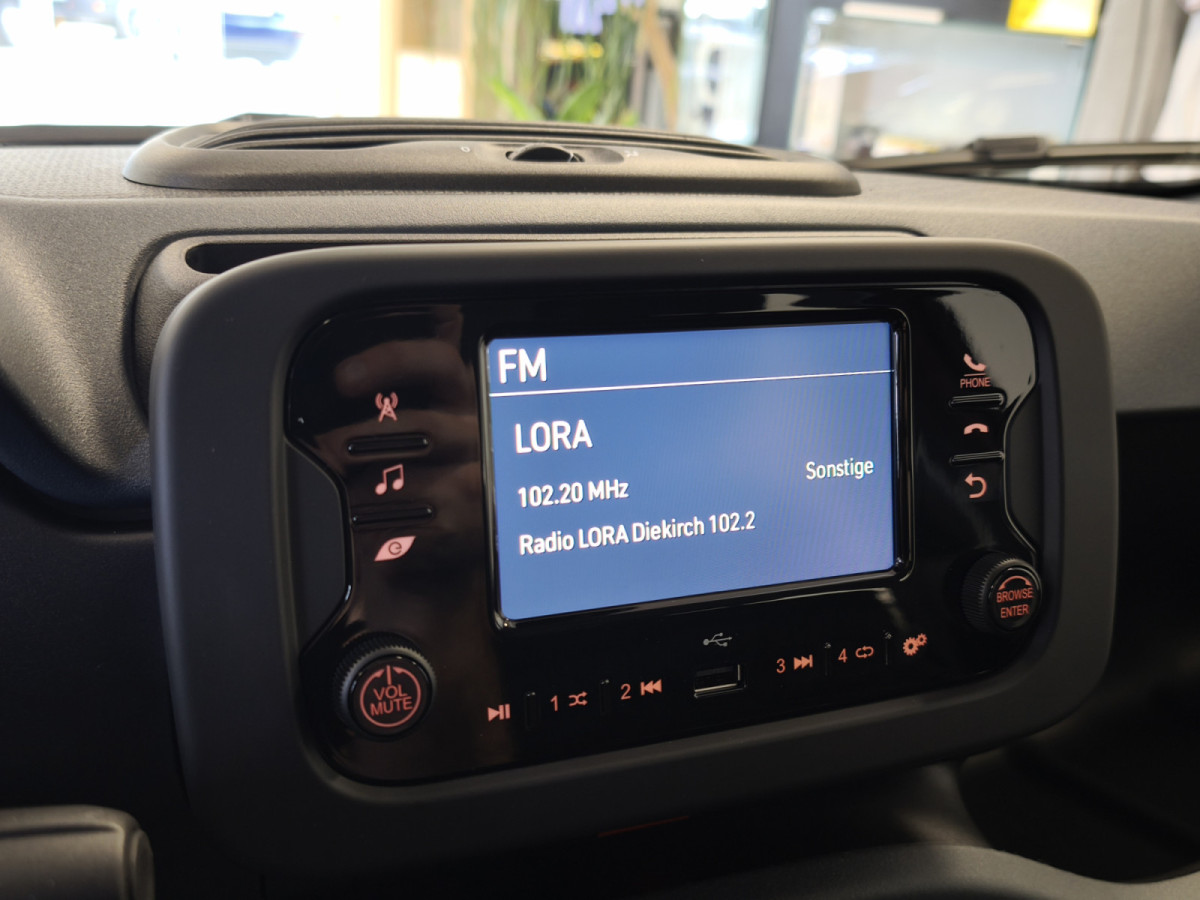 FM
LORA
Sonstige
102.20 MHz
Radio LORA Diekirch 102.2
PHONE
BROWSE
ENTER
VOL
MUTE
1
2
3
4